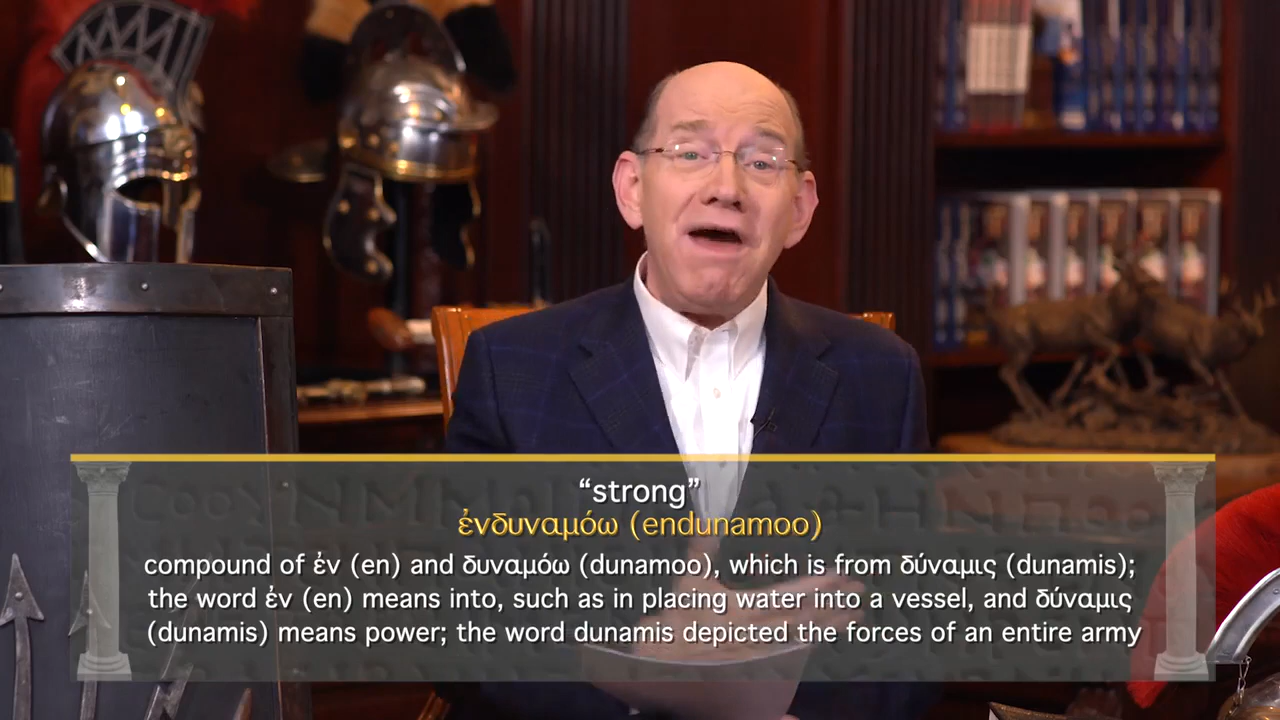 “strong”
ἐνδυναμόω (endunamoo)
compound of ἐν (en) and δυναμόω (dunamoo), which is from δύναμις (dunamis);
the word ἐν (en) means into, such as in placing water into a vessel, and δύναμις
(dunamis) means power; the word dunamis depicted the forces of an entire army